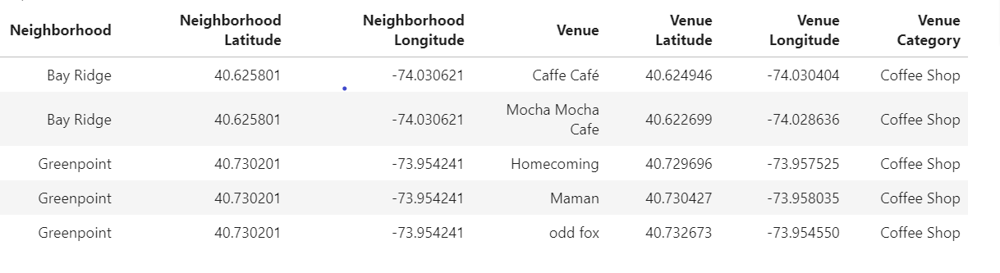 Neighborhood Neighborhood Latitude Neighborhood Longitude Venue Venue Latitude Venue Longitude Venue Category
Bay Ridge 40.625801 -74.030621 Caffe Café 40.624946 -74.030404 Coffee Shop
Bay Ridge 40.625801 -74.030621 Mocha Mocha Cafe 40.622699 -74.028636 Coffee Shop
Greenpoint 40.730201 -73.954241 Homecoming 40.729696 -73.957525 Coffee Shop
Greenpoint 40.730201 -73.954241 Maman 40.730427 -73.958035 Coffee Shop
Greenpoint 40.730201 -73.954241 odd fox 40.732673 -73.954550 Coffee Shop